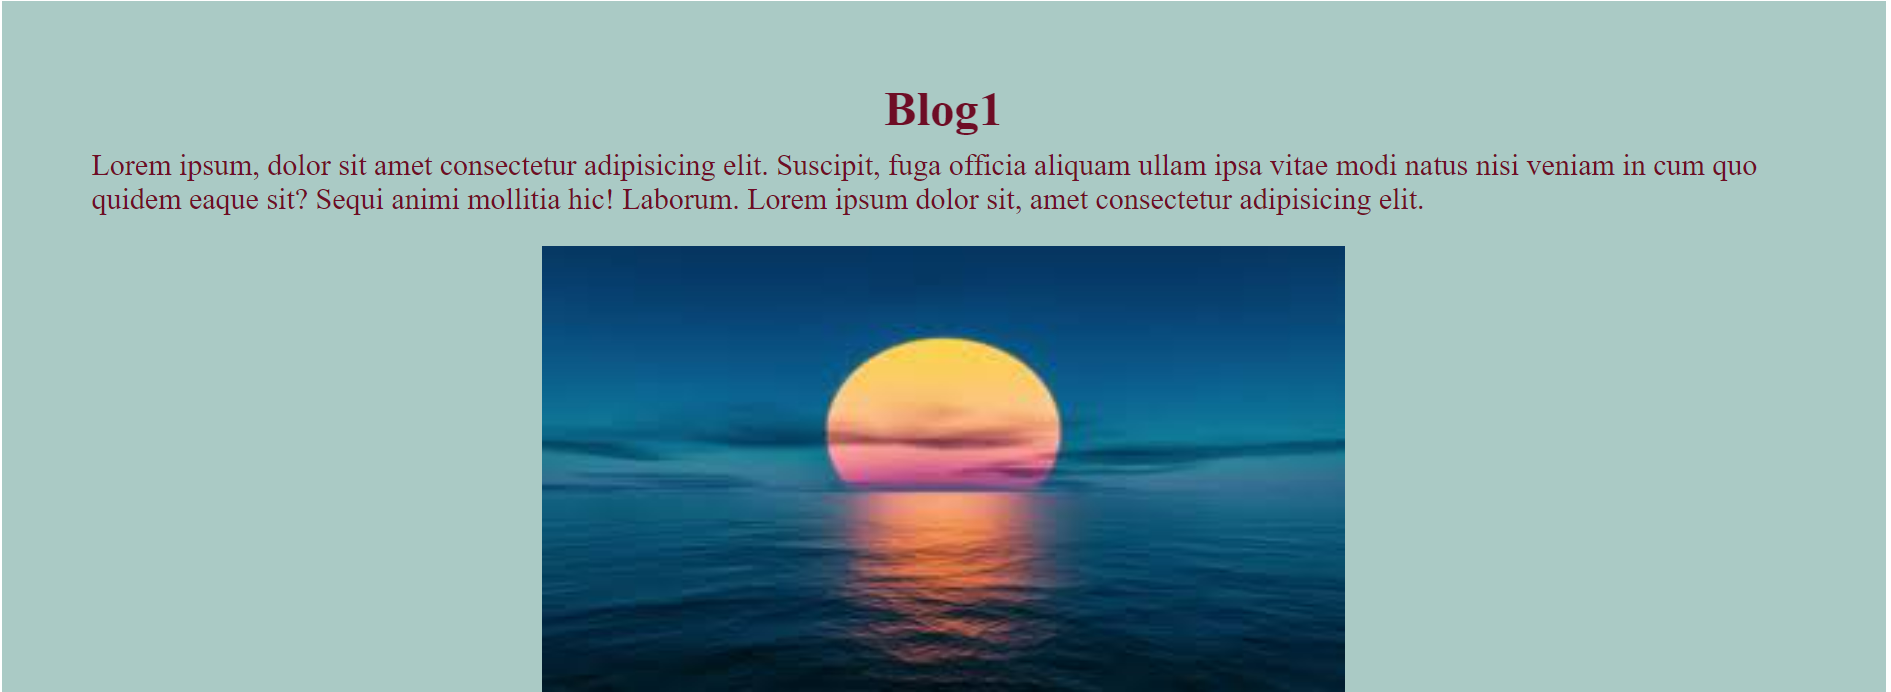 Blog1
Lorem ipsum, dolor sit amet consectetur adipisicing elit. Suscipit, fuga officia aliquam ullam ipsa vitae modi natus nisi veniam in cum quo
quidem eaque sit? Sequi animi mollitia hic! Laborum. Lorem ipsum dolor sit, amet consectetur adipisicing elit.